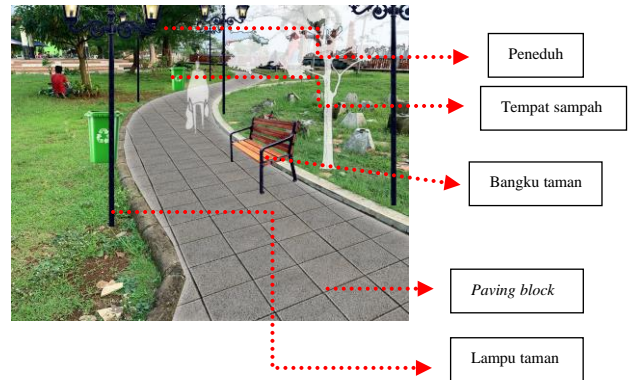 Peneduh
Tempat sampah
Bangku taman
Paving block
Lampu taman